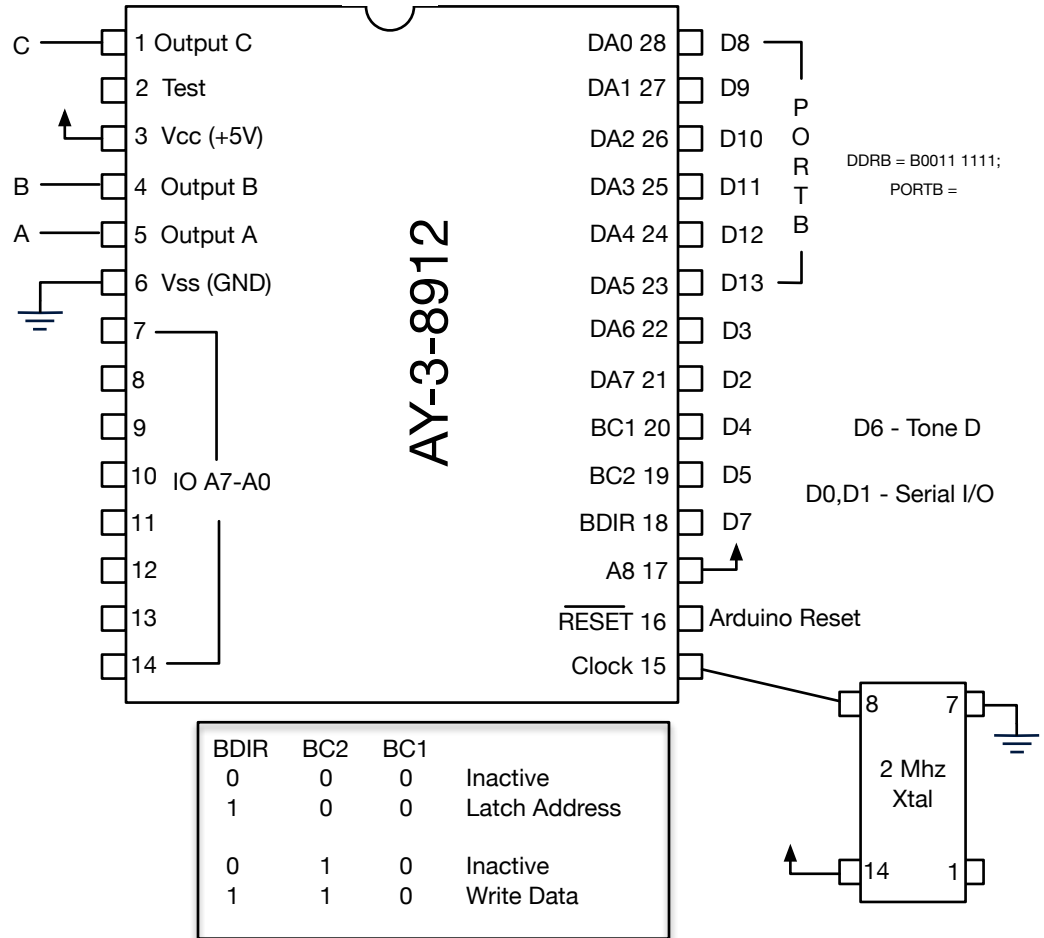 C
1 Output C
2 Test
3 Vcc (+5V)
B
4 Output B
A
5 Output A
6 Vss (GND)
7
8
9
10 IO A7-A0
11
12
13
14
AY-3-8912
DA0 28 D8
DA1 27 D9
DA2 26 D10
DA3 25 D11
DA4 24 D12
DA5 23 D13
DA6 22 D3
DA7 21 D2
BC1 20 D4
BC2 19 D5
BDIR 18 D7
A8 17
RESET 16 Arduino Reset
Clock 15
PORTB
DDRB = B0011 1111;
PORTB =
D6 - Tone D
D0,D1 - Serial I/O
8 7
2 Mhz
Xtal
14 1
BDIR BC2 BC1
0 0 0 Inactive
1 0 0 Latch Address
0 1 0 Inactive
1 1 0 Write Data